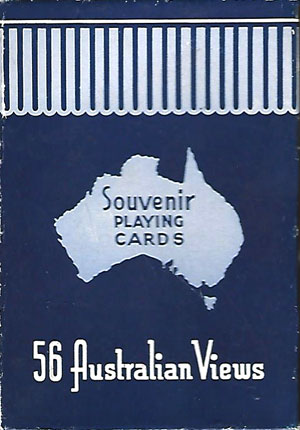 Souvenir
PLAYING
CARDS
56 Australian Views